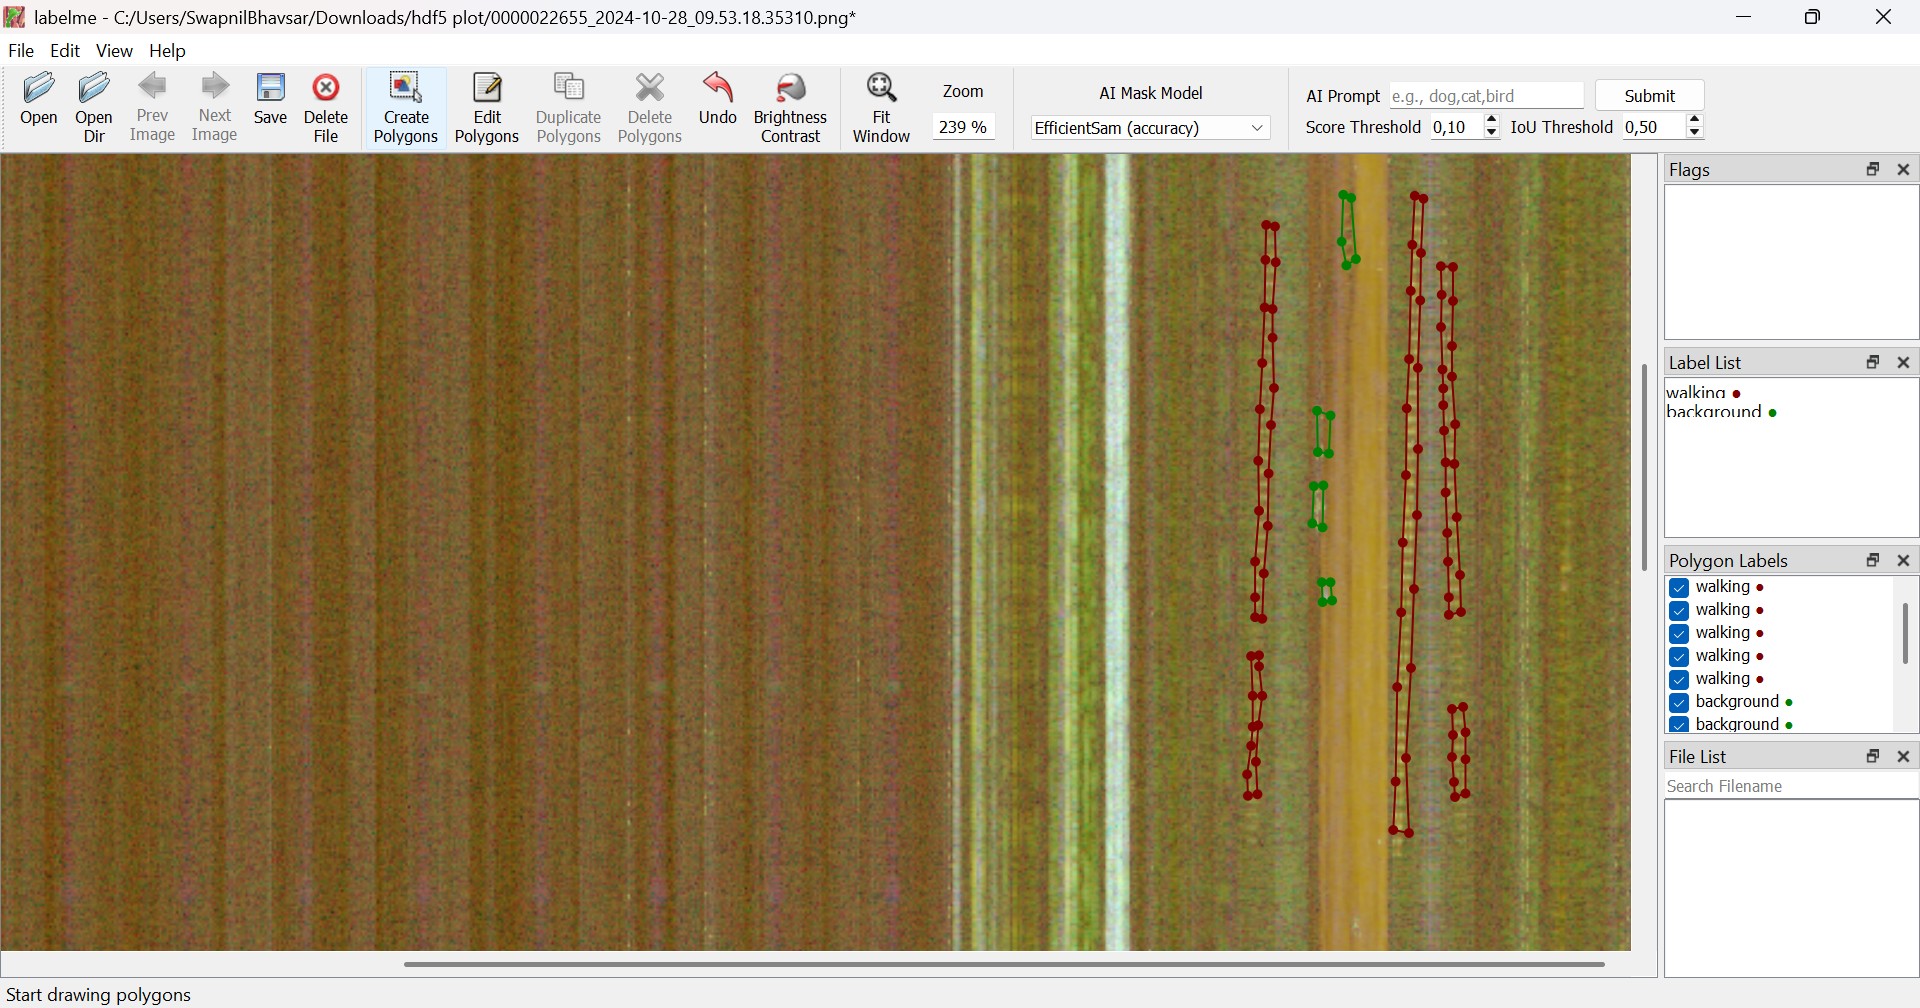 labelme - C:/Users/SwapnilBhavsar/Downloads/hdf5 plot/0000022655_2024-10-28_09.53.18.35310.png*
File Edit View Help
Open
Open Dir
Prev Image
Next Image
Save
Delete File
Create Polygons
Edit Polygons
Duplicate Polygons
Delete Polygons
Undo
Brightness Contrast
Fit Window
Zoom
239 %
AI Mask Model
EfficientSam (accuracy)
AI Prompt e.g., dog,cat,bird Submit
Score Threshold 0,10 IoU Threshold 0,50
Flags
Label List
walking
background
Polygon Labels
walking
walking
walking
walking
walking
background
background
File List
Search Filename
Start drawing polygons